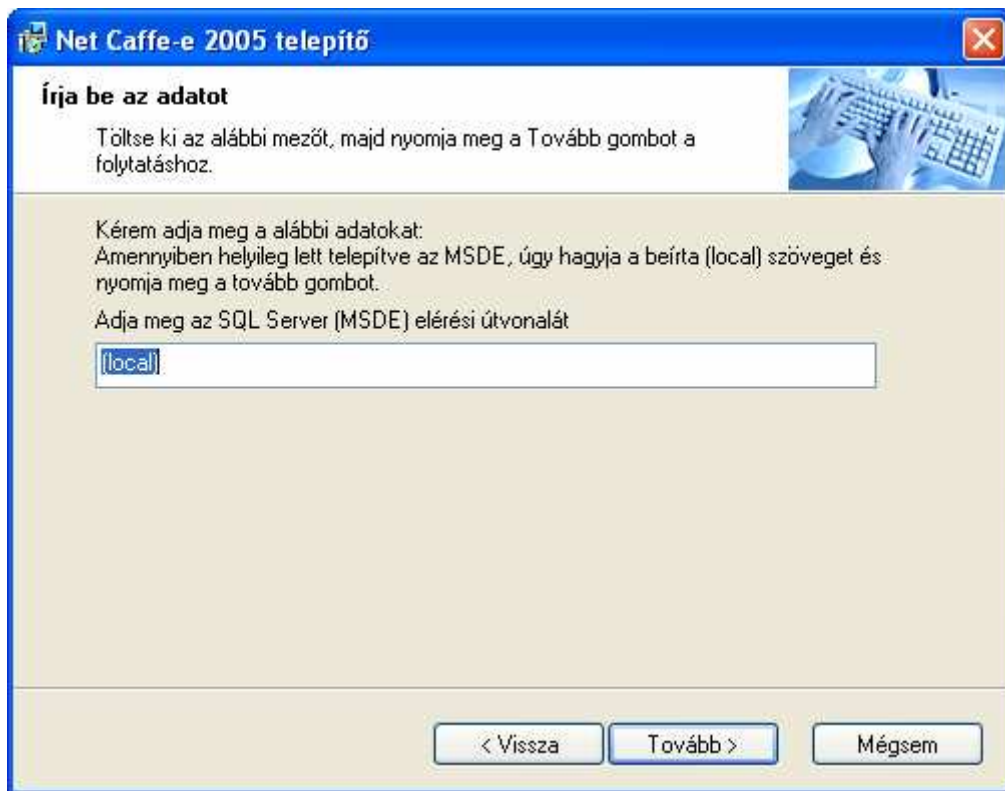 Net Caffe-e 2005 telepítő
Írja be az adatot
Töltse ki az alábbi mezőt, majd nyomja meg a Tovább gombot a
folytatáshoz.
Kérem adja meg a alábbi adatokat:
Amennyiben helyileg lett telepítve az MSDE, úgy hagyja a beírta (local) szöveget és
nyomja meg a tovább gombot.
Adja meg az SQL Server (MSDE) elérési útvonalát
(local)
< Vissza
Tovább >
Mégsem